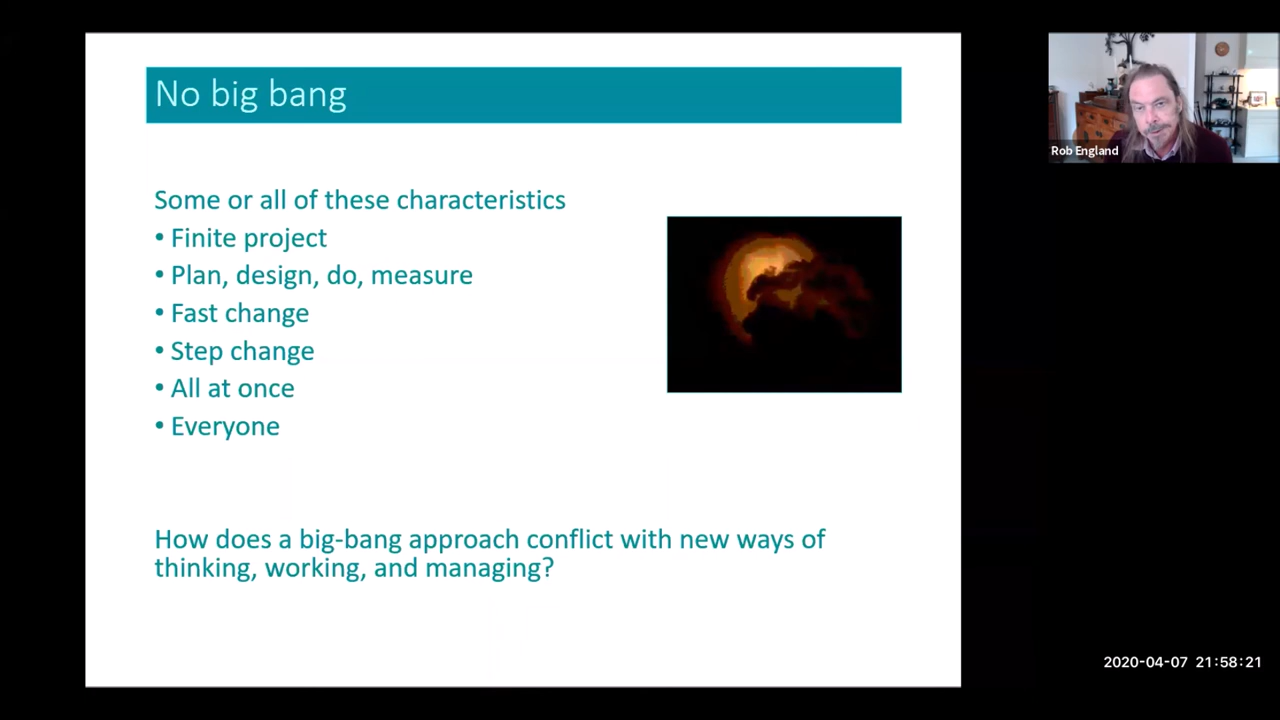 No big bang
Some or all of these characteristics
• Finite project
• Plan, design, do, measure
• Fast change
• Step change
• All at once
• Everyone
How does a big-bang approach conflict with new ways of
thinking, working, and managing?
Rob England
2020-04-07 21:58:21